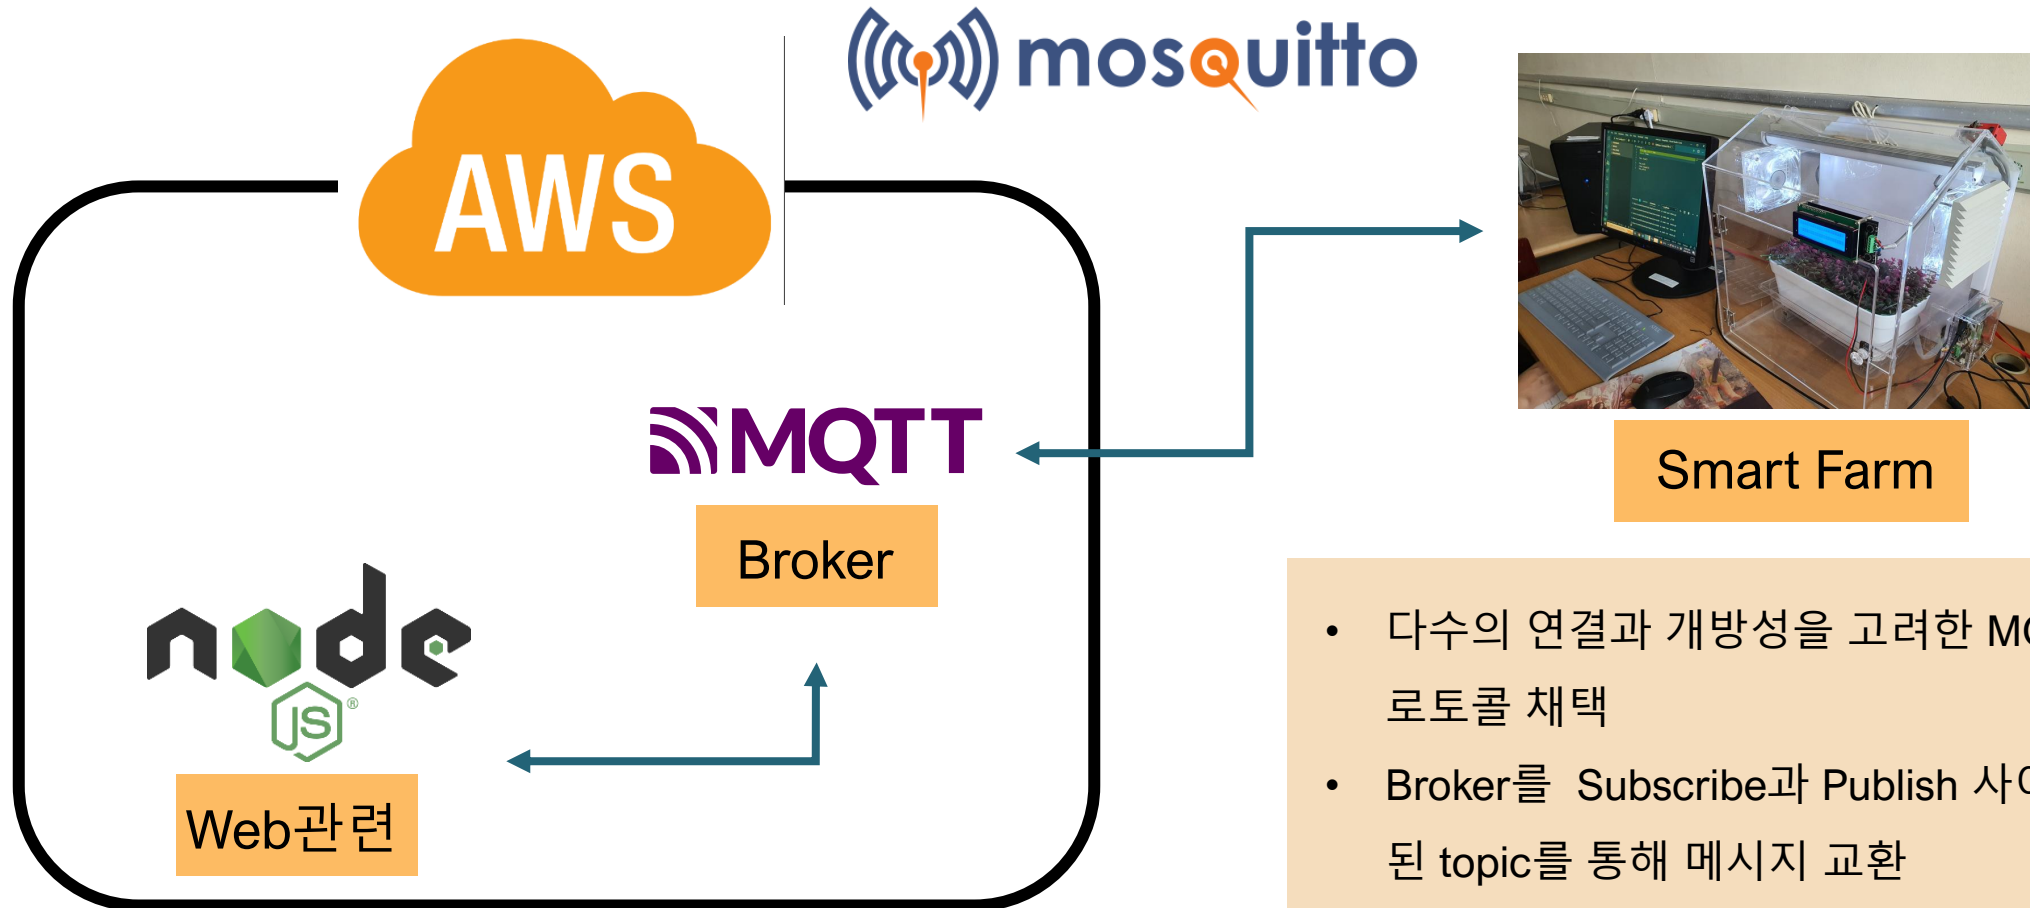 mosquitto
AWS
MQTT
Smart Farm
Broker
node
JS®
Web관련
• 다수의 연결과 개방성을 고려한
로토콜 채택
• Broker를 Subscribe과 Publish
된 topic를 통해 메시지 교환